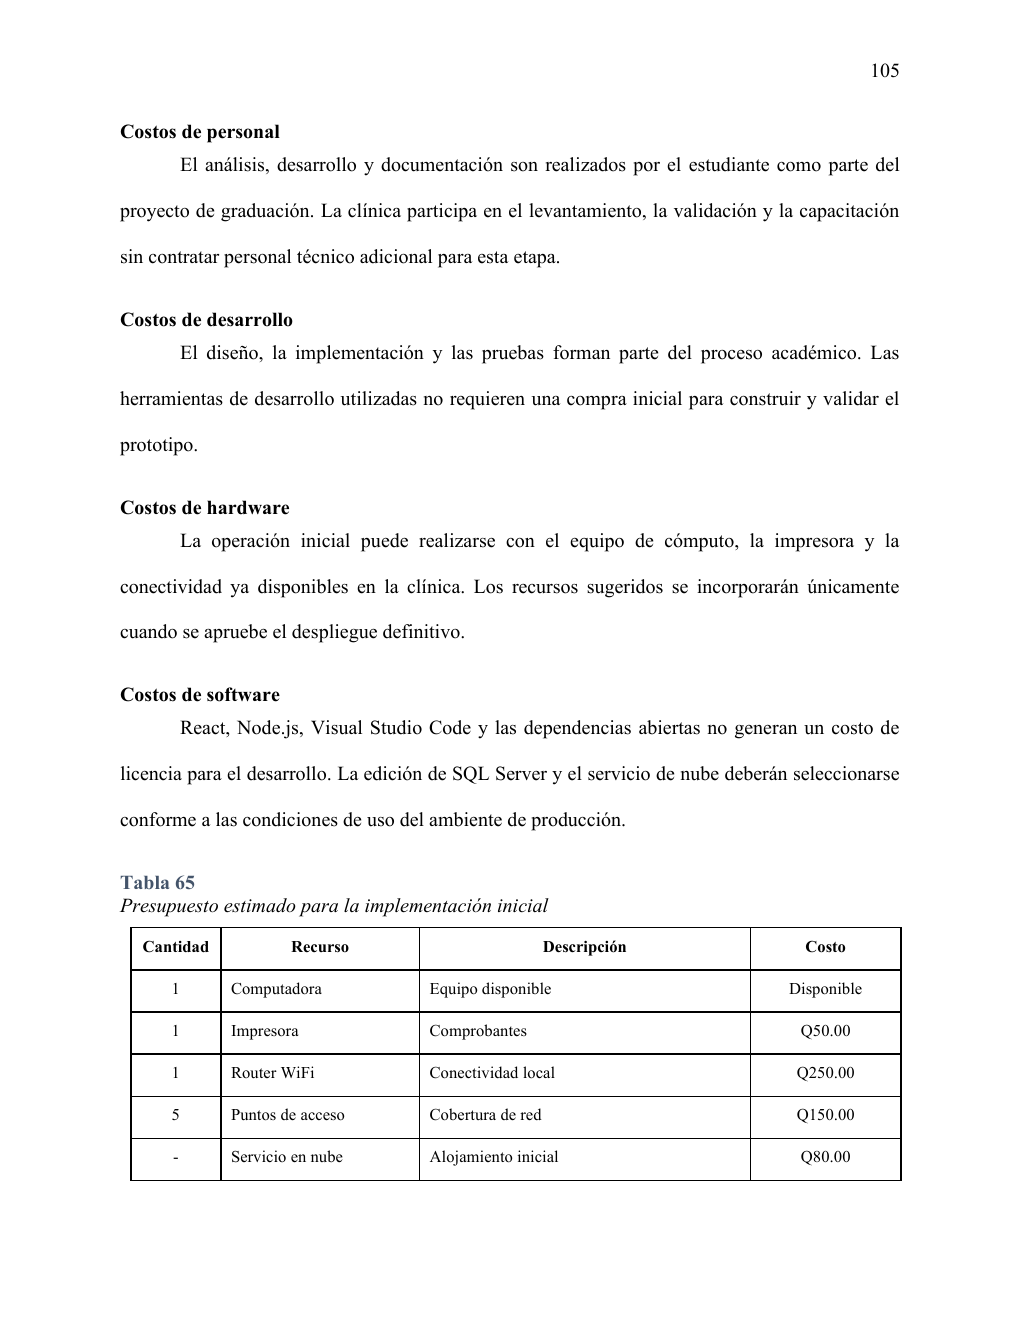 105
Costos de personal
El análisis, desarrollo y documentación son realizados por el estudiante como parte del
proyecto de graduación. La clínica participa en el levantamiento, la validación y la capacitación
sin contratar personal técnico adicional para esta etapa.
Costos de desarrollo
El diseño, la implementación y las pruebas forman parte del proceso académico. Las
herramientas de desarrollo utilizadas no requieren una compra inicial para construir y validar el
prototipo.
Costos de hardware
La operación inicial puede realizarse con el equipo de cómputo, la impresora y la
conectividad ya disponibles en la clínica. Los recursos sugeridos se incorporarán únicamente
cuando se apruebe el despliegue definitivo.
Costos de software
React, Node.js, Visual Studio Code y las dependencias abiertas no generan un costo de
licencia para el desarrollo. La edición de SQL Server y el servicio de nube deberán seleccionarse
conforme a las condiciones de uso del ambiente de producción.
Tabla 65
Presupuesto estimado para la implementación inicial
Cantidad Recurso Descripción Costo
1 Computadora Equipo disponible Disponible
1 Impresora Comprobantes Q50.00
1 Router WiFi Conectividad local Q250.00
5 Puntos de acceso Cobertura de red Q150.00
- Servicio en nube Alojamiento inicial Q80.00